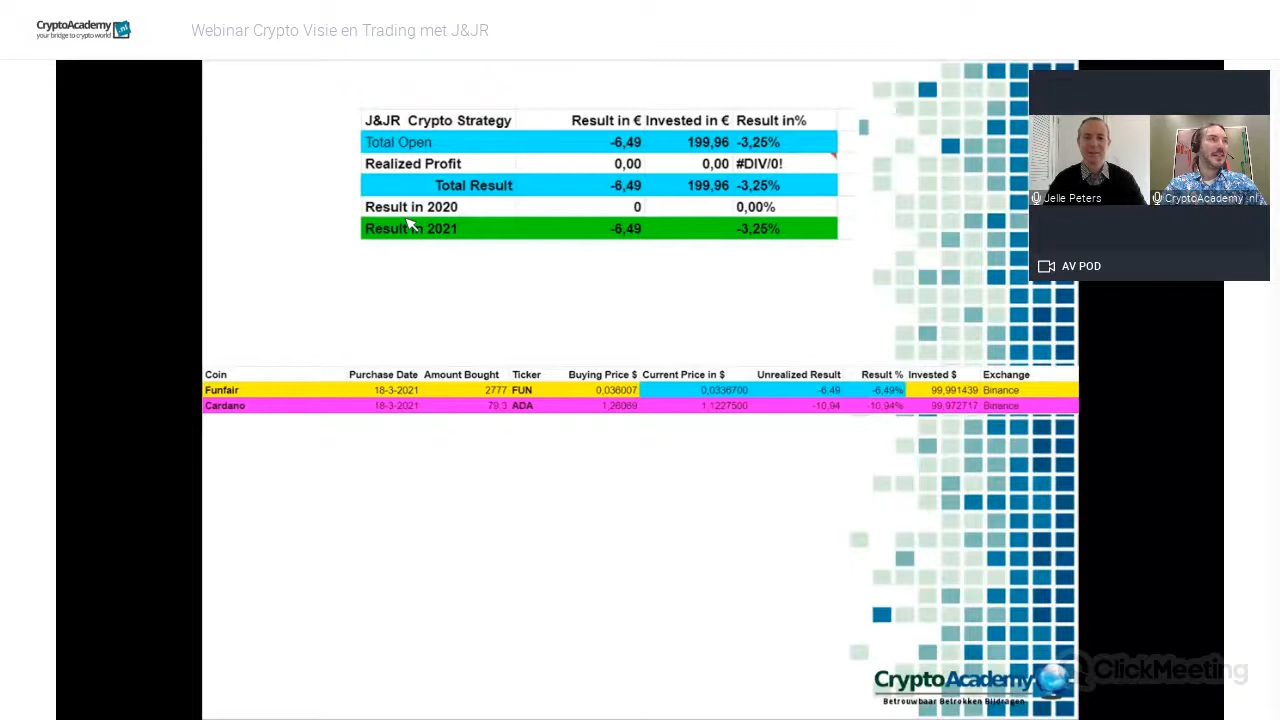 CryptoAcademy .nl
your bridge to crypto world
Webinar Crypto Visie en Trading met J&JR
J&JR Crypto Strategy Result in € Invested in € Result in%
Total Open -6,49 199,96 -3,25%
Realized Profit 0,00 0,00 #DIV/0!
Total Result -6,49 199,96 -3,25%
Result in 2020 0 0,00%
Result in 2021 -6,49 -3,25%
Jelle Peters CryptoAcademy .nl
AV POD
Coin Purchase Date Amount Bought Ticker Buying Price $ Current Price in $ Unrealized Result Result % Invested $ Exchange
Funfair 18-3-2021 2777 FUN 0,036007 0,0336700 -6,49 -6,49% 99,991439 Binance
Cardano 18-3-2021 79.3 ADA 1,26069 1,1227500 -10,94 -10,94% 99,972717 Binance
ClickMeeting
CryptoAcademy
Betrouwbaar Betrokken Bijdragen